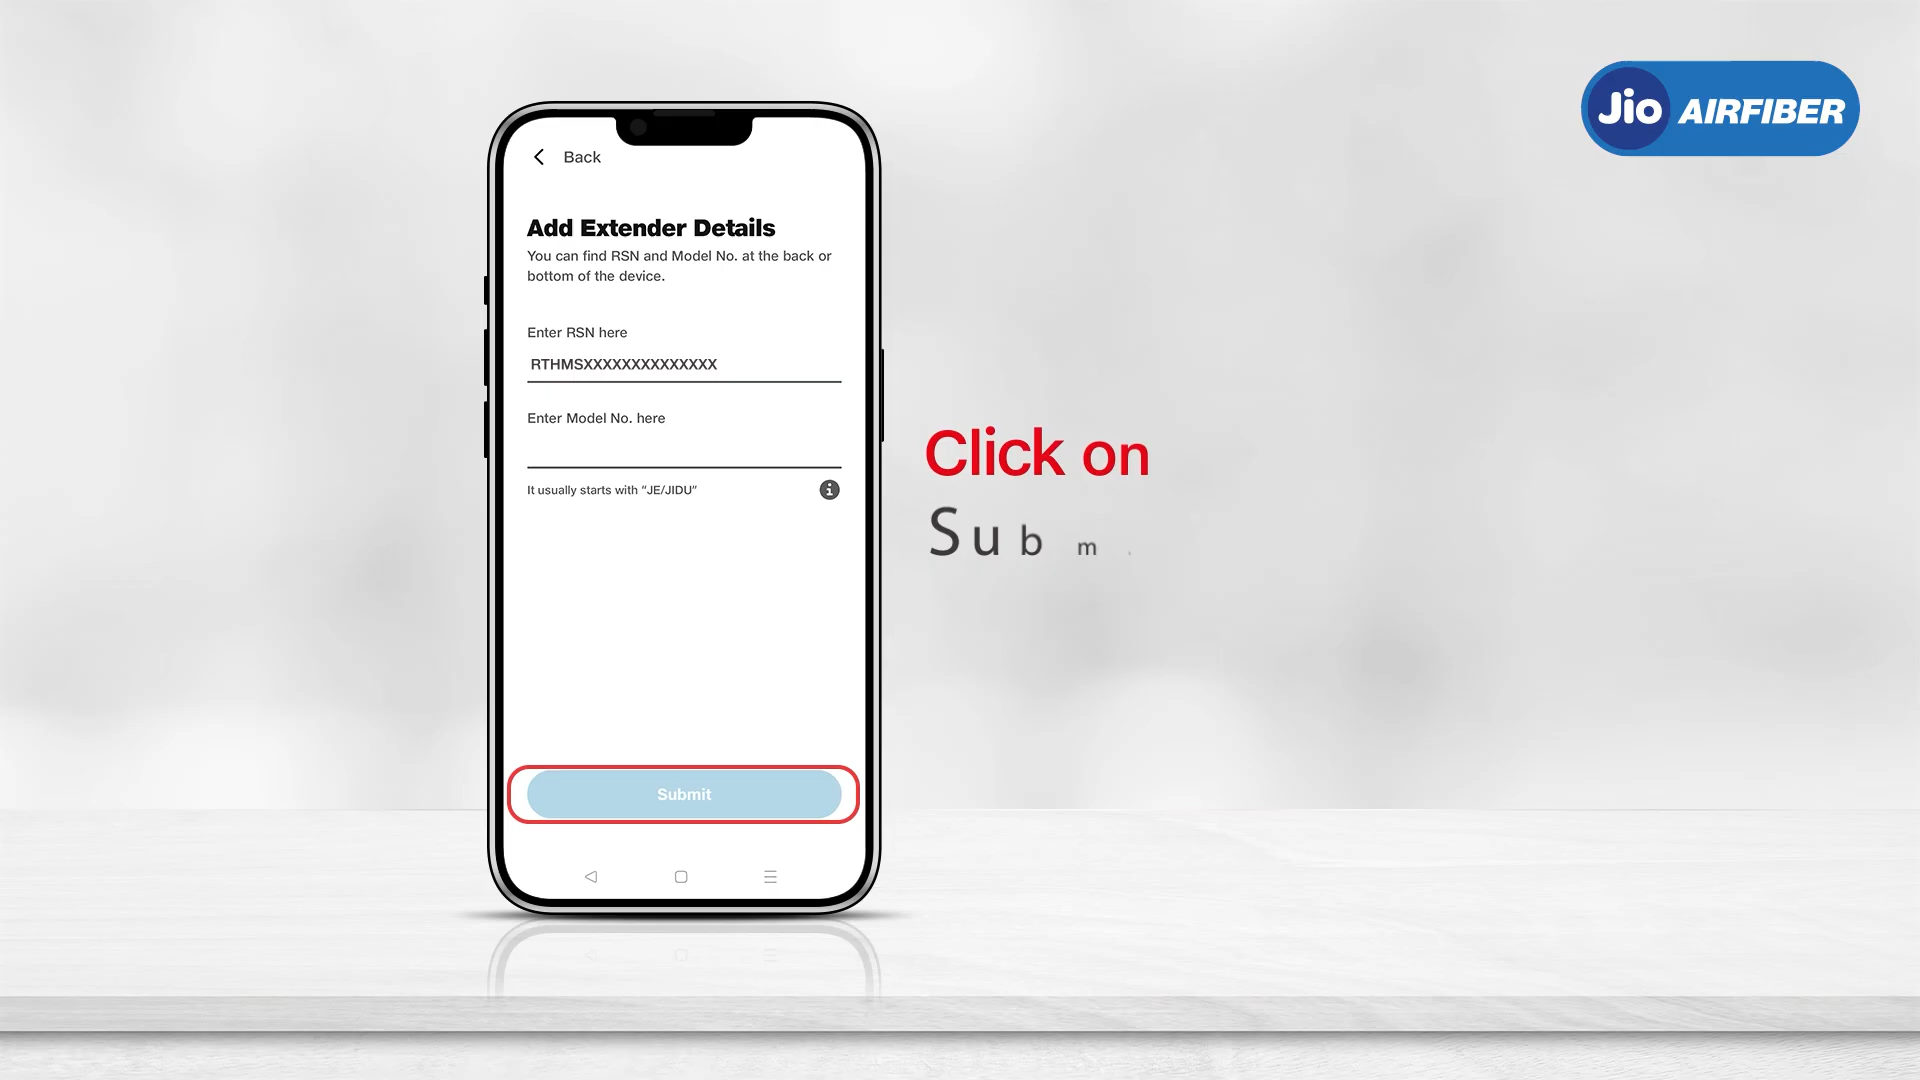 Jio AIRFIBER
Back
Add Extender Details
You can find RSN and Model No. at the back or
bottom of the device.
Enter RSN here
RTHMSXXXXXXXXXXXXXX
Enter Model No. here
It usually starts with “JE/JIDU”
Submit
Click on
Subm